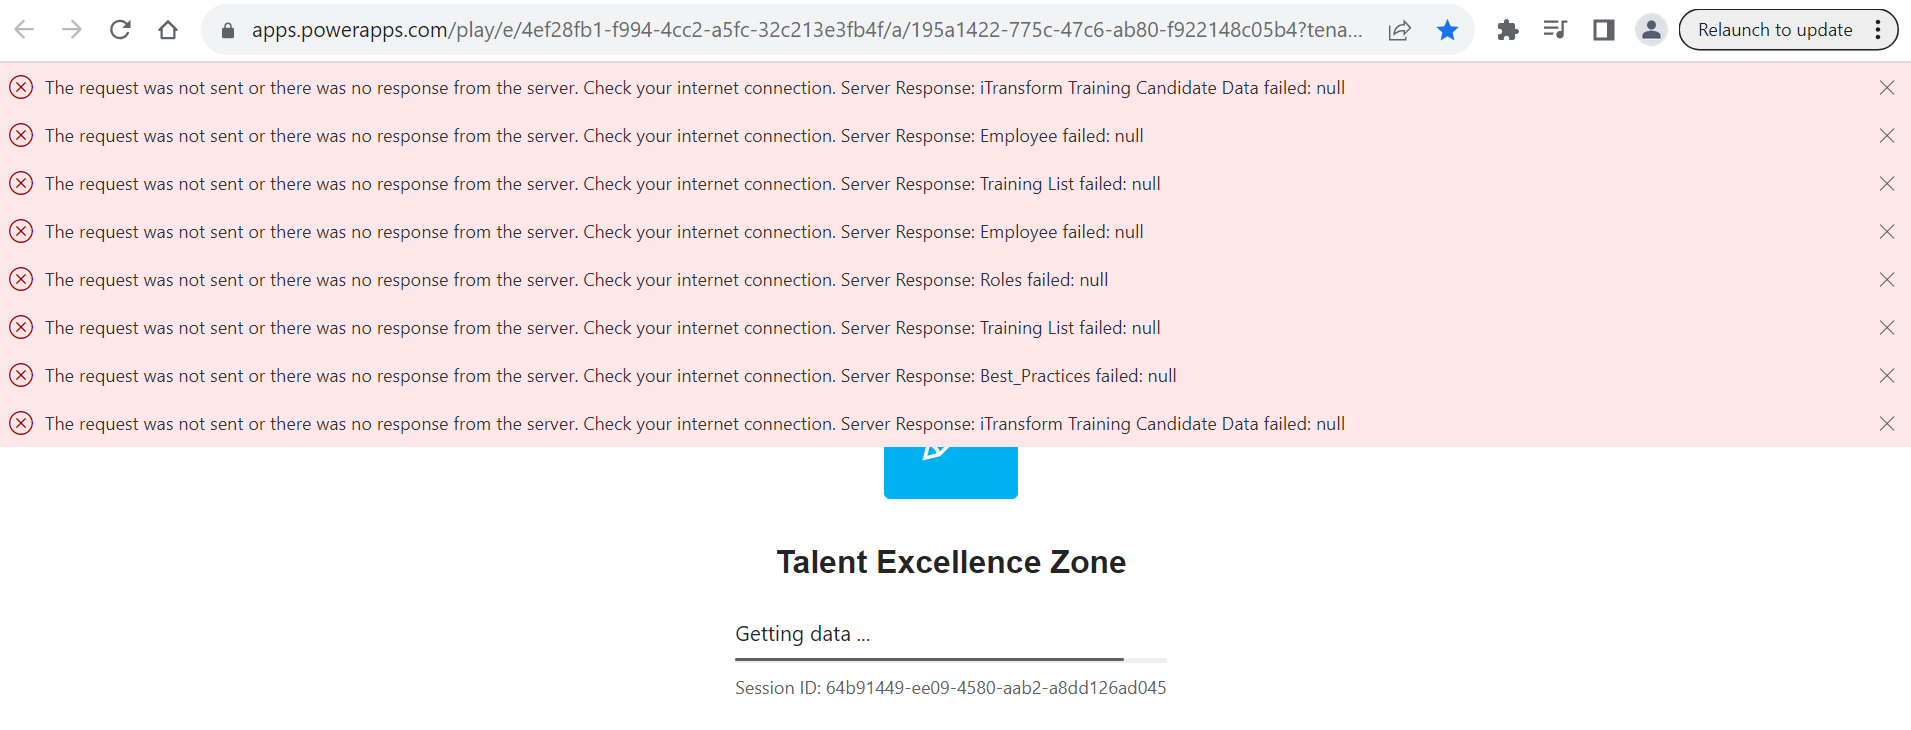 apps.powerapps.com/play/e/4ef28fb1-f994-4cc2-a5fc-32c213e3fb4f/a/195a1422-775c-47c6-ab80-f922148c05b4?tena...
Relaunch to update
The request was not sent or there was no response from the server. Check your internet connection. Server Response: iTransform Training Candidate Data failed: null
The request was not sent or there was no response from the server. Check your internet connection. Server Response: Employee failed: null
The request was not sent or there was no response from the server. Check your internet connection. Server Response: Training List failed: null
The request was not sent or there was no response from the server. Check your internet connection. Server Response: Employee failed: null
The request was not sent or there was no response from the server. Check your internet connection. Server Response: Roles failed: null
The request was not sent or there was no response from the server. Check your internet connection. Server Response: Training List failed: null
The request was not sent or there was no response from the server. Check your internet connection. Server Response: Best_Practices failed: null
The request was not sent or there was no response from the server. Check your internet connection. Server Response: iTransform Training Candidate Data failed: null
Talent Excellence Zone
Getting data ...
Session ID: 64b91449-ee09-4580-aab2-a8dd126ad045